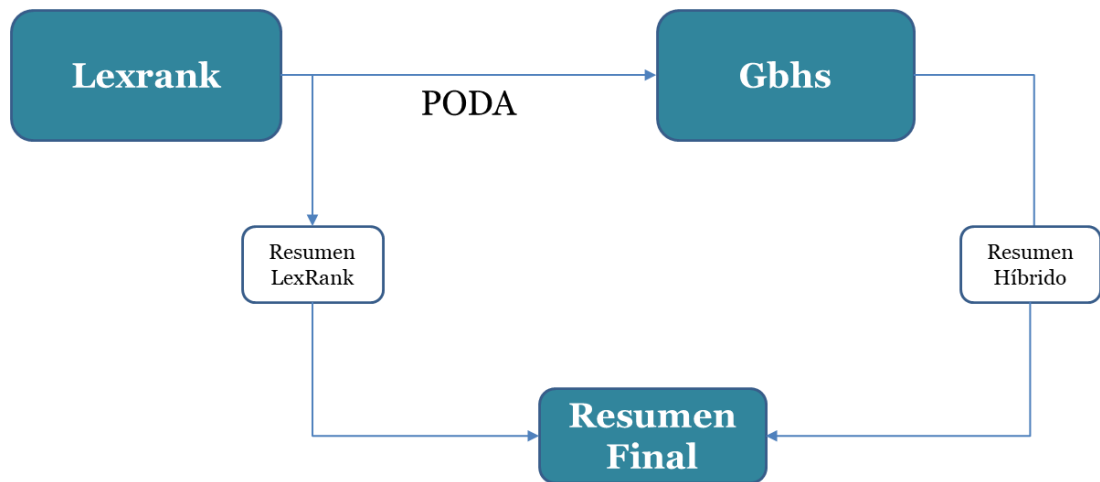 Lexrank
Gbhs
PODA
Resumen
LexRank
Resumen
Híbrido
Resumen
Final